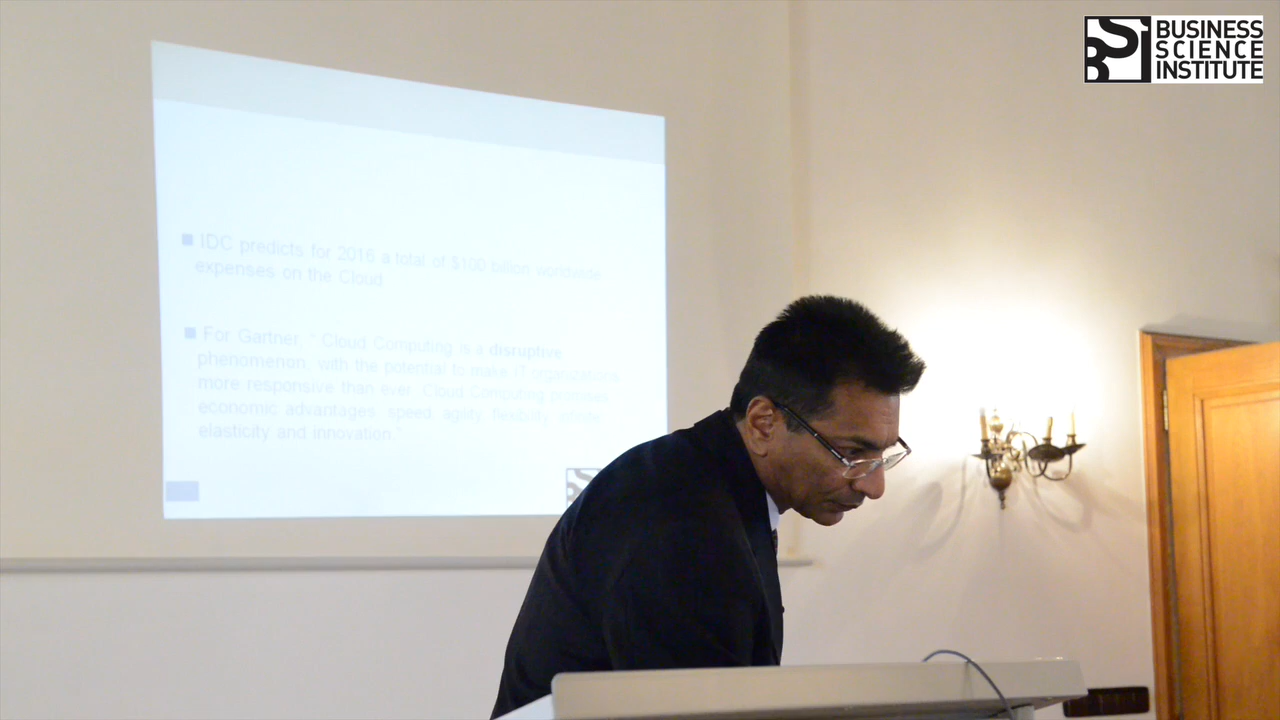 BUSINESS
SCIENCE
INSTITUTE
IDC predicts for 2016 a total of $100 billion worldwide
expenses on the Cloud
For Gartner: " Cloud Computing is a disruptive
phenomenon, with the potential to make IT organizations
more responsive than ever. Cloud Computing
economic advantages, speed, agility, flexibility,
elasticity and innovation."